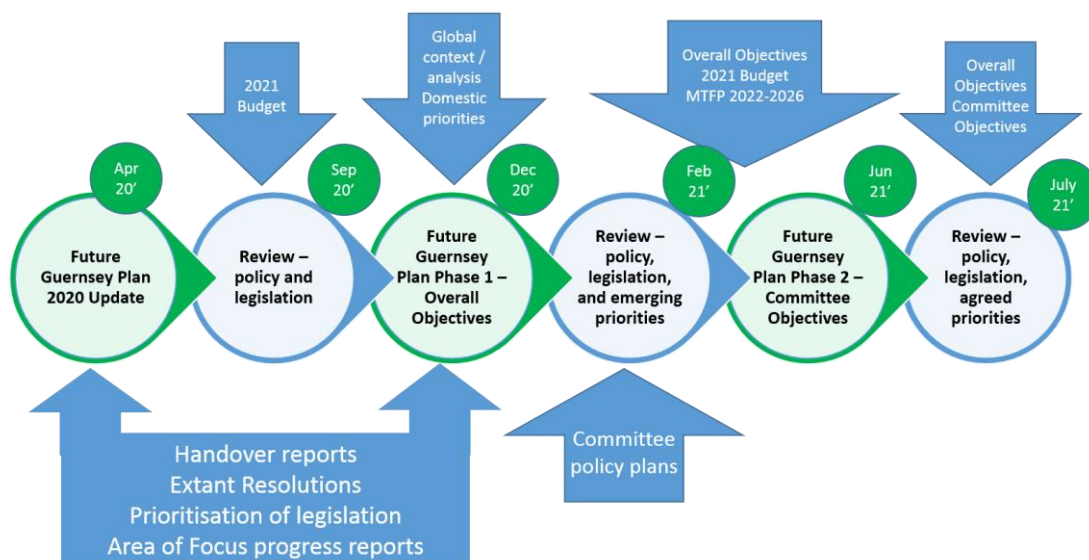 2021
Budget
Global
context /
analysis
Domestic
priorities
Overall Objectives
2021 Budget
MTFP 2022-2026
Overall
Objectives
Committee
Objectives
Apr
20’
Sep
20’
Dec
20’
Feb
21’
Jun
21’
July
21’
Future
Guernsey Plan
2020 Update
Review –
policy and
legislation
Future
Guernsey
Plan Phase 1 –
Overall
Objectives
Review –
policy,
legislation,
and emerging
priorities
Future
Guernsey
Plan Phase 2 –
Committee
Objectives
Review –
policy,
legislation,
agreed
priorities
Handover reports
Extant Resolutions
Prioritisation of legislation
Area of Focus progress reports
Committee
policy plans